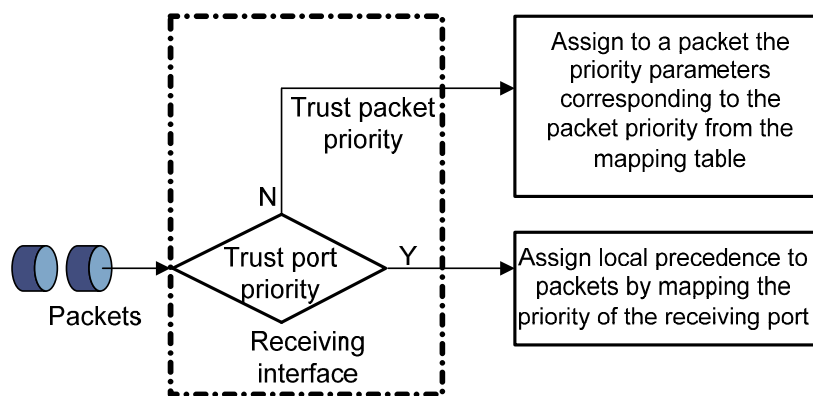 Assign to a packet the
priority parameters
corresponding to the
packet priority from the
mapping table
Trust packet
priority
N
Trust port
priority
Y
Assign local precedence to
packets by mapping the
priority of the receiving port
Packets
Receiving
interface